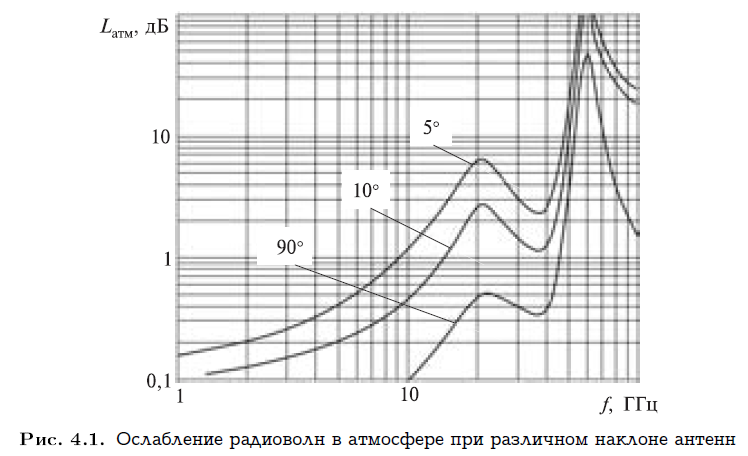 Lатм, дБ
10
1
0,1
5°
10°
90°
1
10
f, ГГц
Рис. 4.1. Ослабление радиоволн в атмосфере при различном наклоне антенн